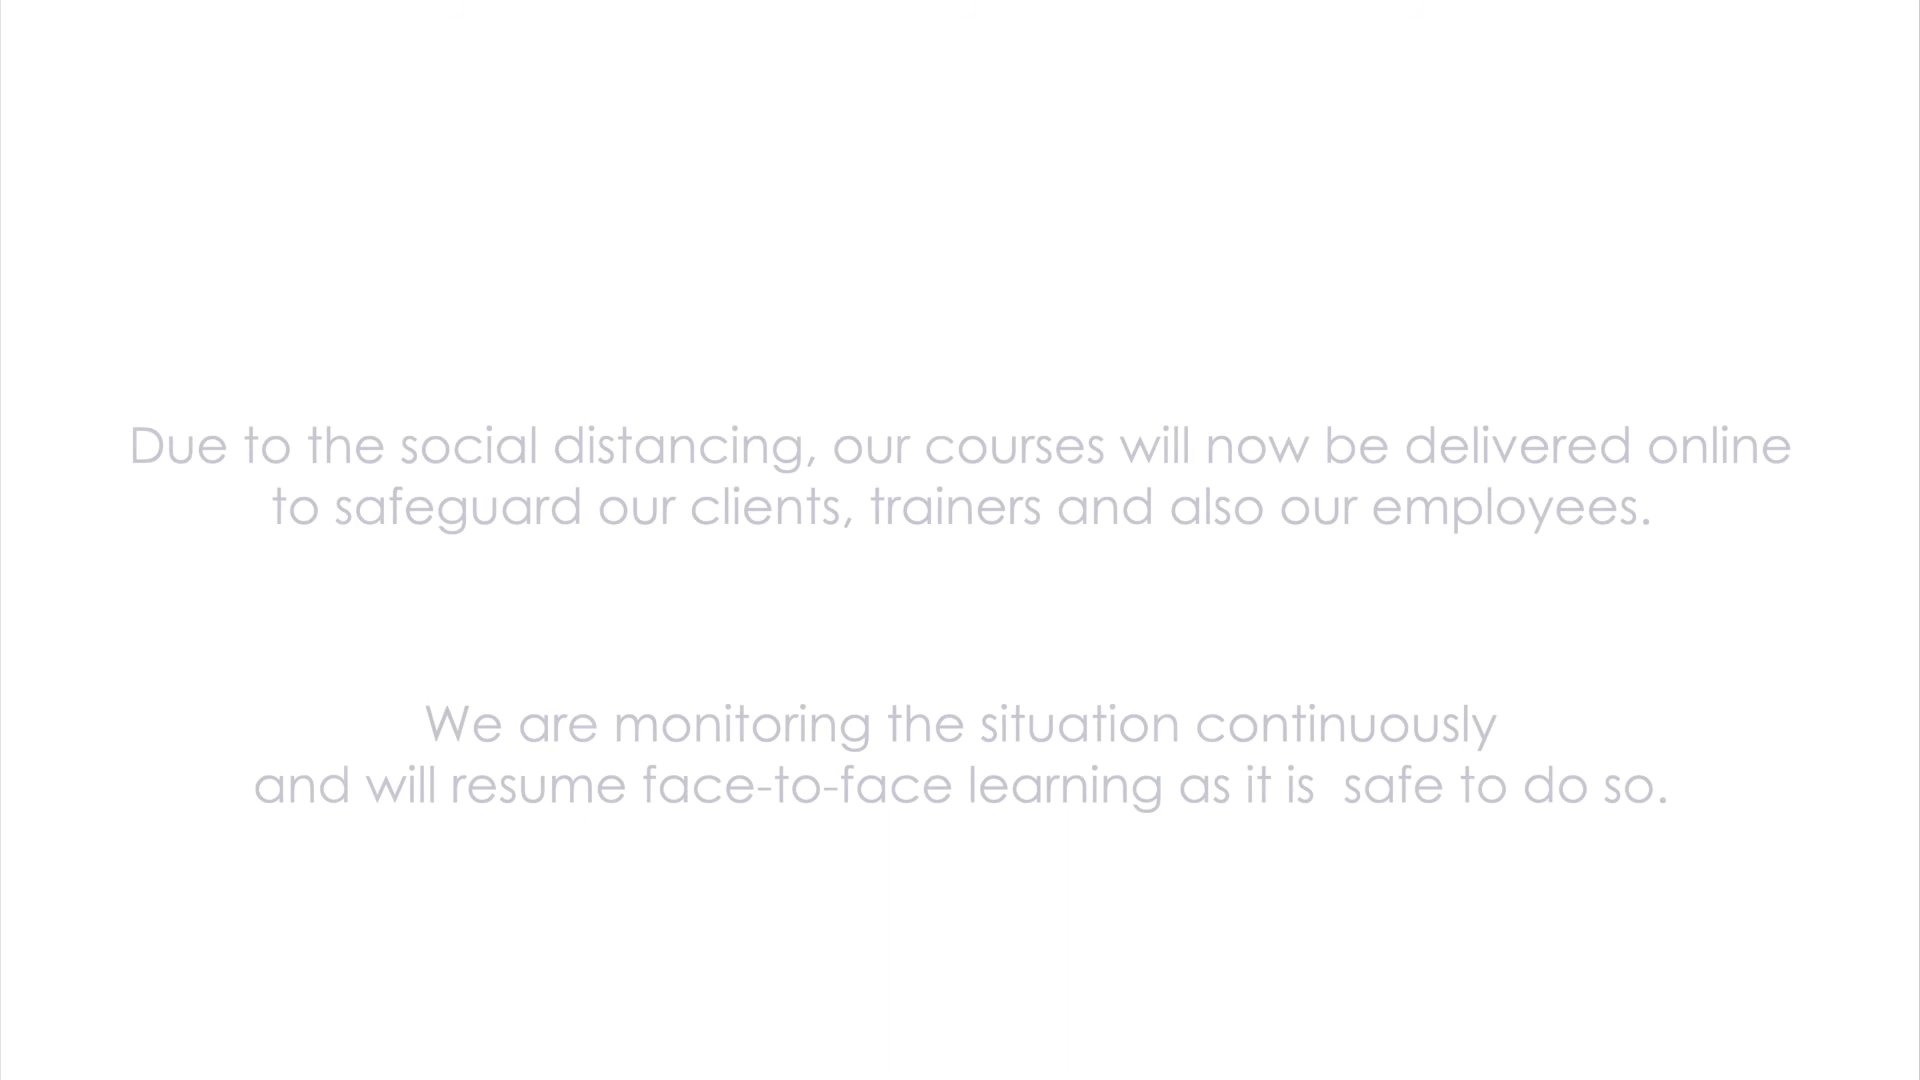 Due to the social distancing, our courses will now be delivered online
to safeguard our clients, trainers and also our employees.
We are monitoring the situation continuously
and will resume face-to-face learning as it is  safe to do so.